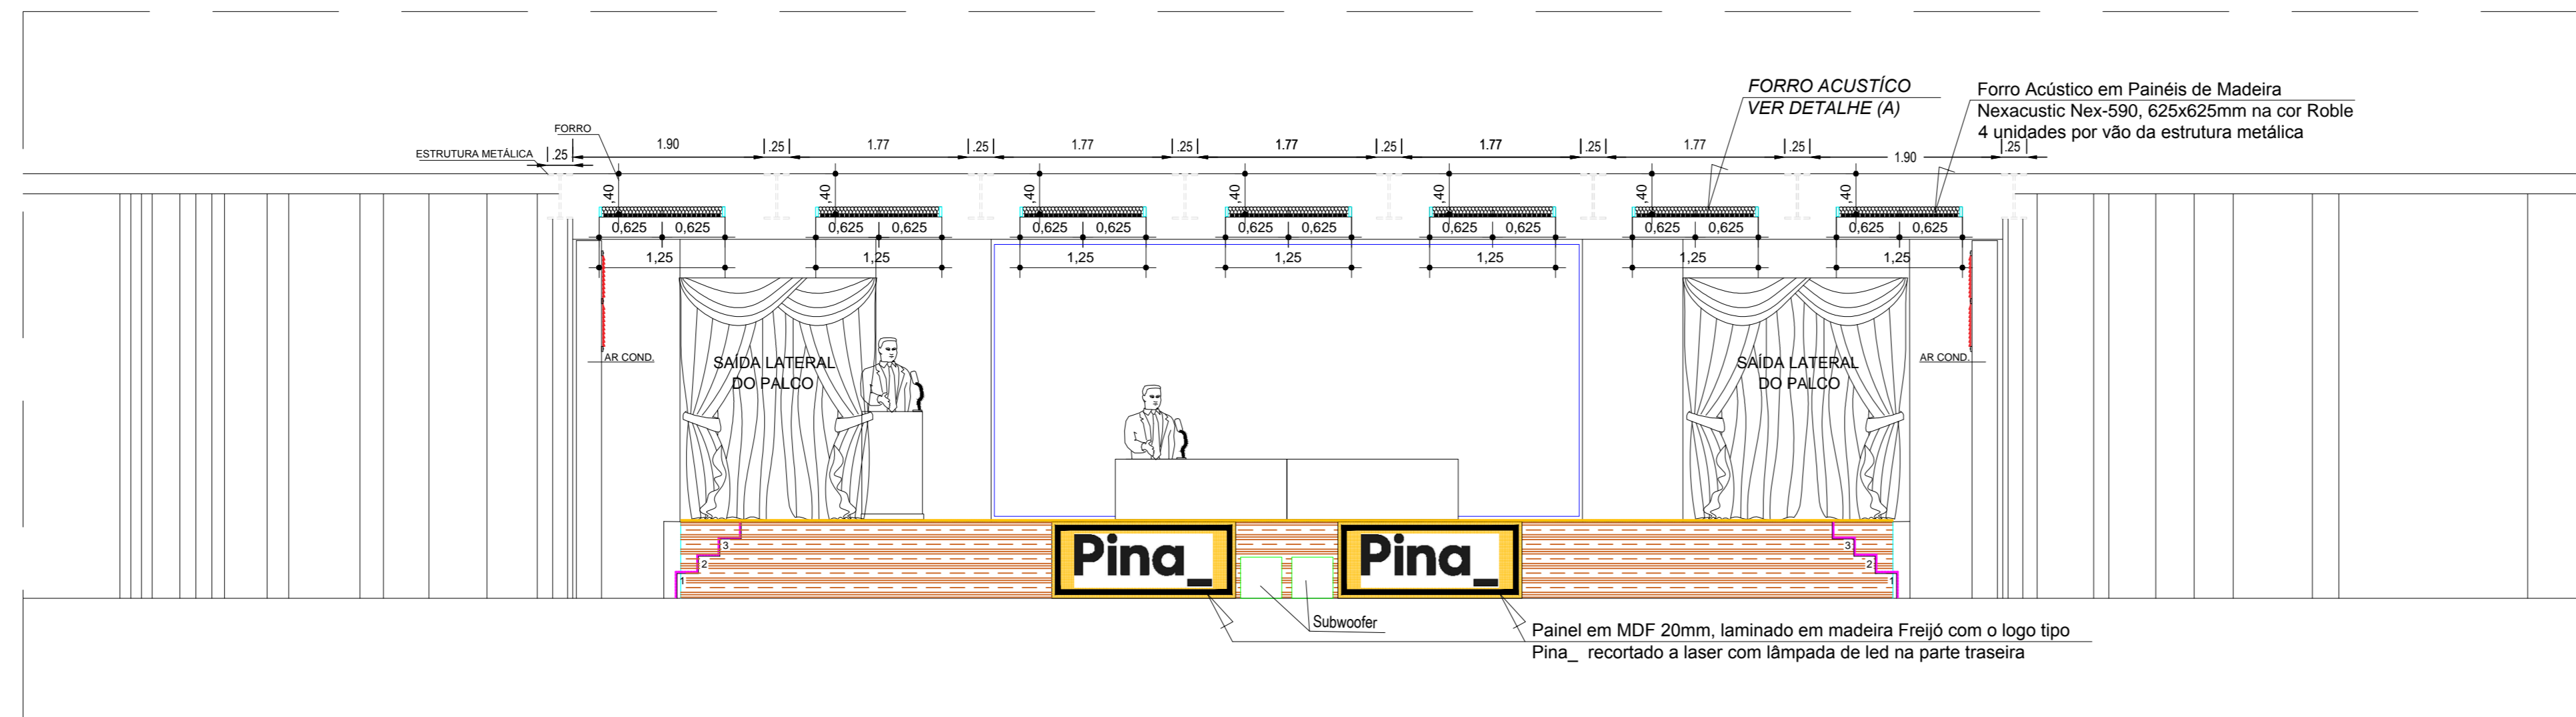 FORRO ACUSTÍCO
VER DETALHE (A)
Forro Acústico em Painéis de Madeira
Nexacustic Nex-590, 625x625mm na cor Roble
4 unidades por vão da estrutura metálica
FORRO
ESTRUTURA METÁLICA
.25 1.90 .25 1.77 .25 1.77 .25 1.77 .25 1.77 .25 1.77 .25 1.90 .25
,40 ,40 ,40 ,40 ,40 ,40 ,40
0,625 0,625 0,625 0,625 0,625 0,625 0,625 0,625 0,625 0,625 0,625 0,625 0,625 0,625
1,25 1,25 1,25 1,25 1,25 1,25 1,25
AR COND.
SAÍDA LATERAL
DO PALCO
SAÍDA LATERAL
DO PALCO
AR COND.
3
2
1
Pina_
Pina_
3
2
1
Subwoofer
Painel em MDF 20mm, laminado em madeira Freijó com o logo tipo
Pina_ recortado a laser com lâmpada de led na parte traseira